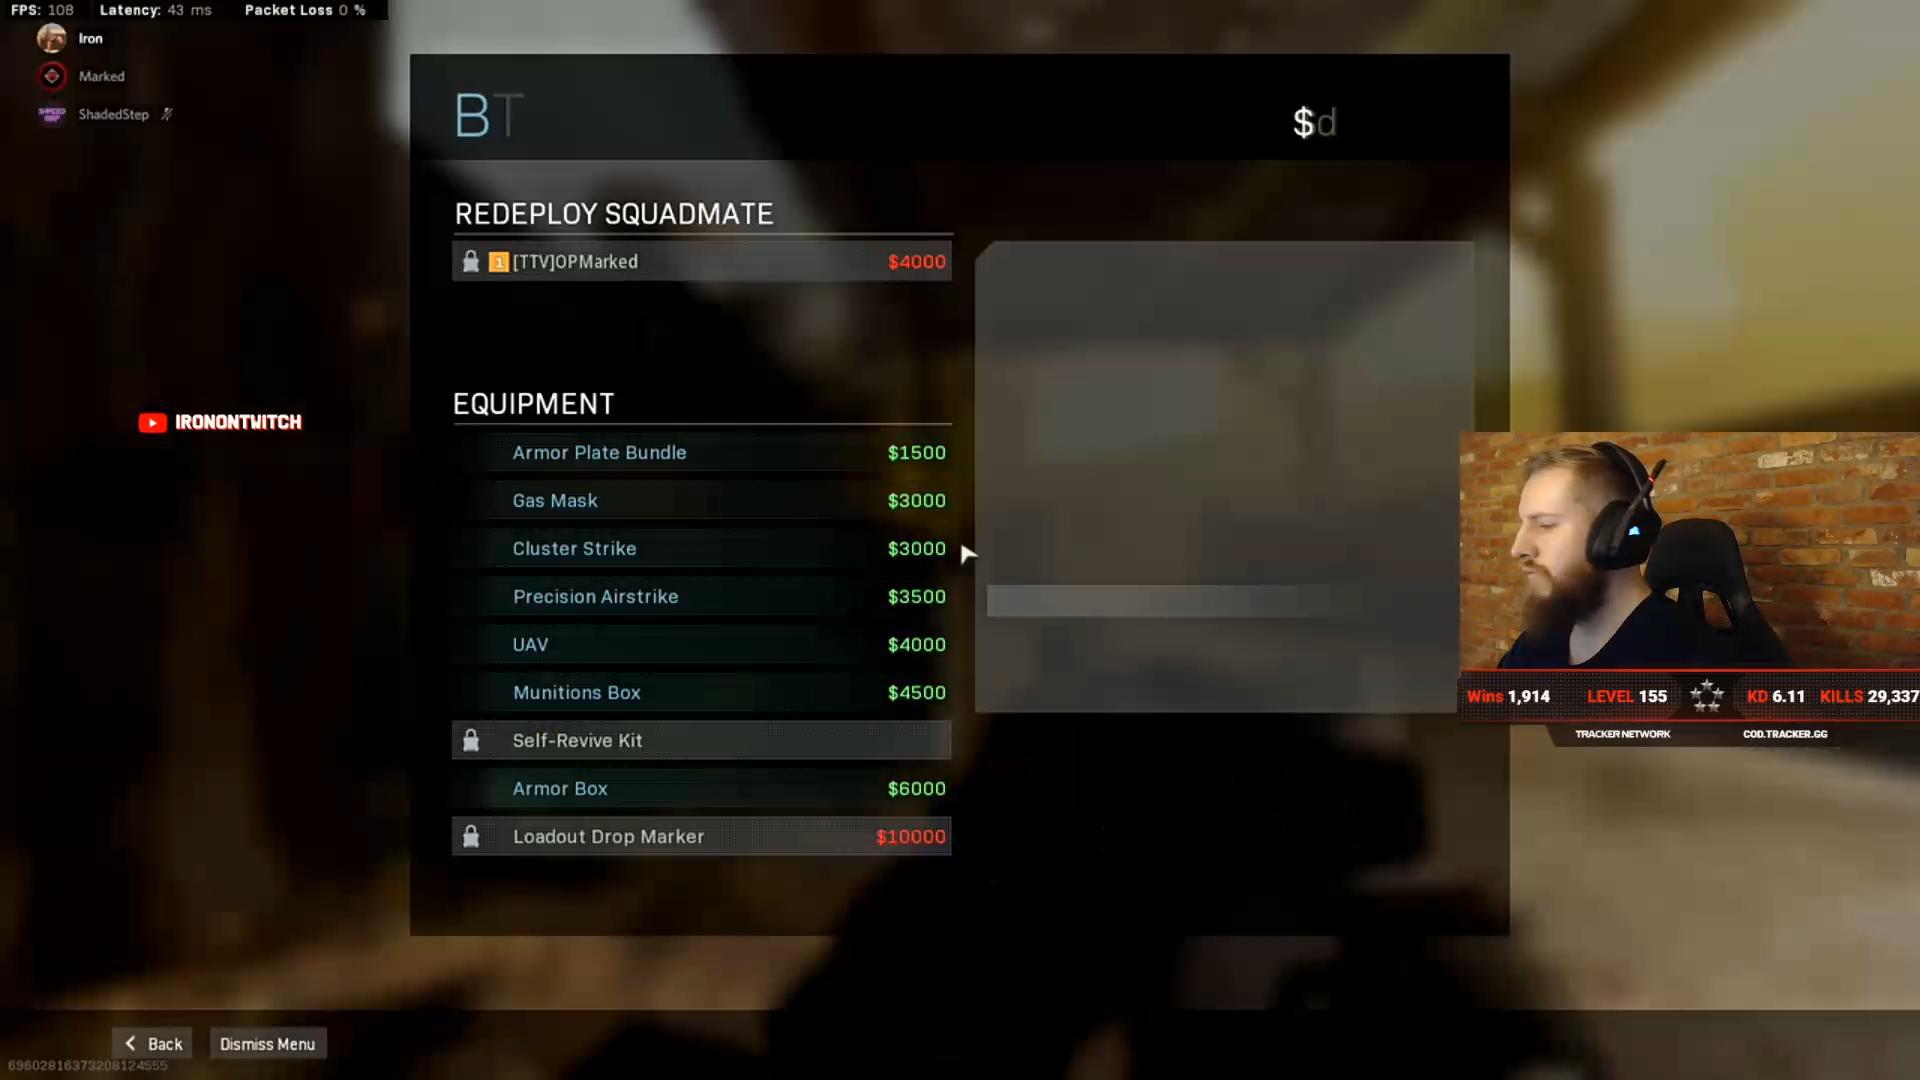 FPS: 108 Latency: 43 ms Packet Loss 0 %
Iron
Marked
ShadedStep
BT
$d
REDEPLOY SQUADMATE
1 [TTV]OPMarked $4000
EQUIPMENT
IRONONTWITCH
Armor Plate Bundle $1500
Gas Mask $3000
Cluster Strike $3000
Precision Airstrike $3500
UAV $4000
Munitions Box $4500
Self-Revive Kit
Armor Box $6000
Loadout Drop Marker $10000
Wins 1,914 LEVEL 155 KD 6.11 KILLS 29,337
TRACKER NETWORK COD.TRACKER.GG
Back Dismiss Menu
69602816373208124555